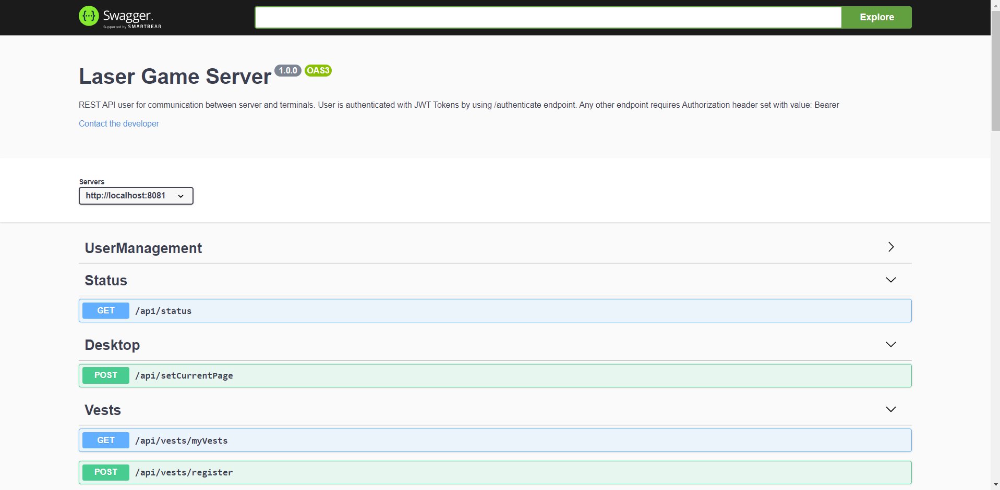 Swagger.
Supported by SMARTBEAR
Explore
Laser Game Server 1.0.0 OAS3
REST API user for communication between server and terminals. User is authenticated with JWT Tokens by using /authenticate endpoint. Any other endpoint requires Authorization header set with value: Bearer
Contact the developer
Servers
http://localhost:8081
UserManagement
Status
GET /api/status
Desktop
POST /api/setCurrentPage
Vests
GET /api/vests/myVests
POST /api/vests/register